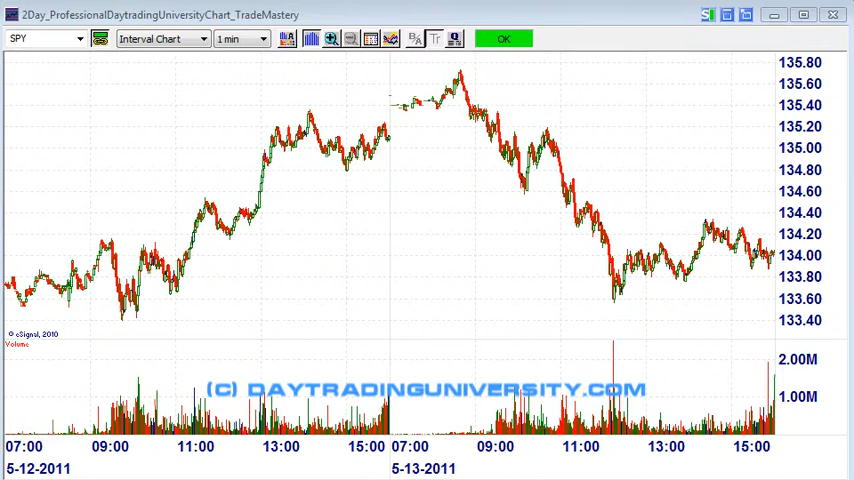 2Day_ProfessionalDaytradingUniversityChart_TradeMastery
SPY Interval Chart 1 min Tr OK
135.80
135.60
135.40
135.20
135.00
134.80
134.60
134.40
134.20
134.00
133.80
133.60
133.40
© eSignal, 2010
Volume
2.00M
(C) DAYTRADINGUNIVERSITY.COM
1.00M
07:00 09:00 11:00 13:00 15:00 07:00 09:00 11:00 13:00 15:00
5-12-2011 5-13-2011